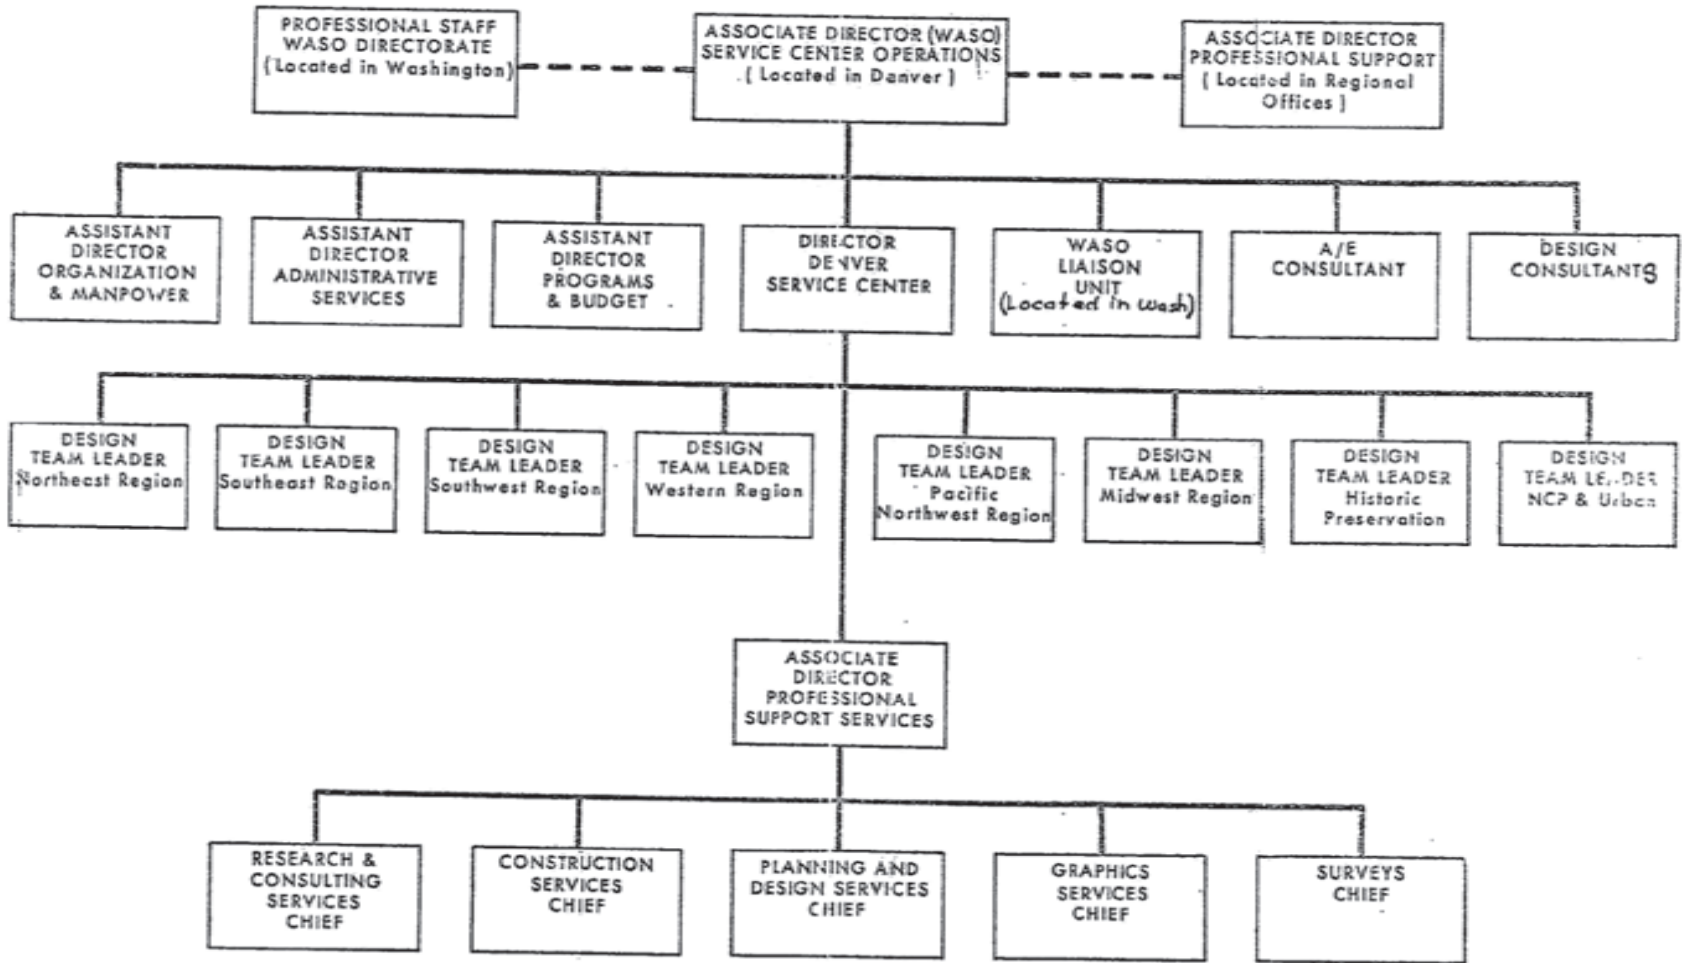 PROFESSIONAL STAFF
WASO DIRECTORATE
(Located in Washington)
ASSOCIATE DIRECTOR (WASO)
SERVICE CENTER OPERATIONS
( Located in Denver )
ASSOCIATE DIRECTOR
PROFESSIONAL SUPPORT
( Located in Regional
Offices )
ASSISTANT
DIRECTOR
ORGANIZATION
& MANPOWER
ASSISTANT
DIRECTOR
ADMINISTRATIVE
SERVICES
ASSISTANT
DIRECTOR
PROGRAMS
& BUDGET
DIRECTOR
DENVER
SERVICE CENTER
WASO
LIAISON
UNIT
(Located in Wash)
A/E
CONSULTANT
DESIGN
CONSULTANTS
DESIGN
TEAM LEADER
Northeast Region
DESIGN
TEAM LEADER
Southeast Region
DESIGN
TEAM LEADER
Southwest Region
DESIGN
TEAM LEADER
Western Region
DESIGN
TEAM LEADER
Pacific
Northwest Region
DESIGN
TEAM LEADER
Midwest Region
DESIGN
TEAM LEADER
Historic
Preservation
DESIGN
TEAM LEADER
NCP & Urban
ASSOCIATE
DIRECTOR
PROFESSIONAL
SUPPORT SERVICES
RESEARCH &
CONSULTING
SERVICES
CHIEF
CONSTRUCTION
SERVICES
CHIEF
PLANNING AND
DESIGN SERVICES
CHIEF
GRAPHICS
SERVICES
CHIEF
SURVEYS
CHIEF